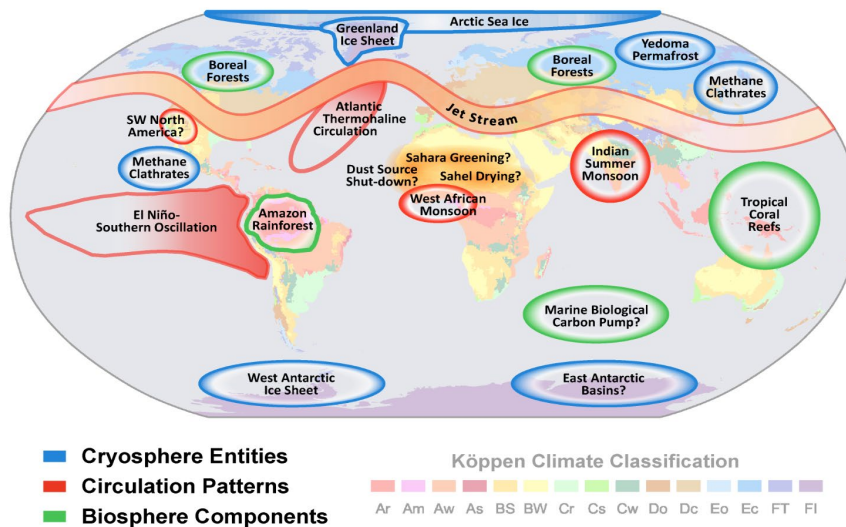 Arctic Sea Ice
Greenland
Ice Sheet
Boreal
Forests
Boreal
Forests
Yedoma
Permafrost
Methane
Clathrates
Jet Stream
Atlantic
Thermohaline
Circulation
SW North
America?
Methane
Clathrates
Sahara Greening?
Dust Source
Shut-down?
Sahel Drying?
Indian
Summer
Monsoon
West African
Monsoon
El Niño-
Southern Oscillation
Amazon
Rainforest
Tropical
Coral
Reefs
Marine Biological
Carbon Pump?
West Antarctic
Ice Sheet
East Antarctic
Basins?
Cryosphere Entities
Circulation Patterns
Biosphere Components
Köppen Climate Classification
Ar Am Aw As BS BW Cr Cs Cw Do Dc Eo Ec FT FI